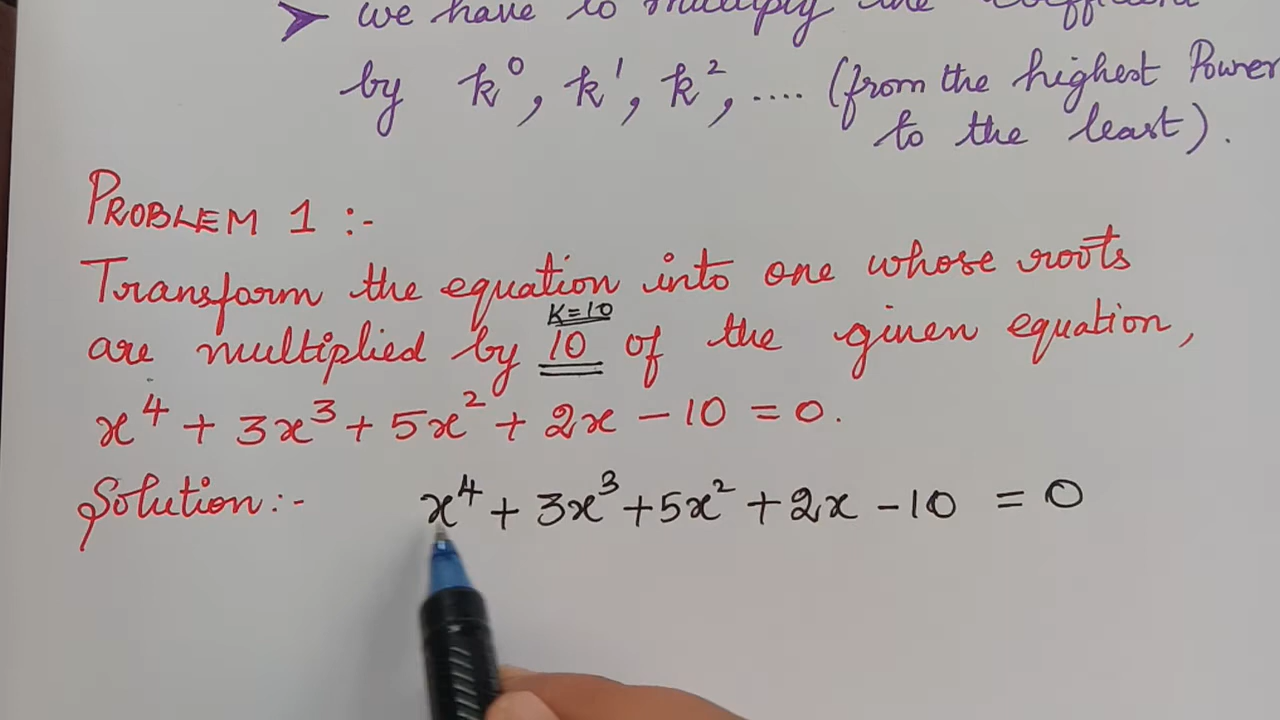 ➤ we have to multiply the coefficient
by k⁰, k¹, k², .... (from the highest Power
to the least).
PROBLEM 1 :-
Transform the equation into one whose roots
K=10
are multiplied by 10 of the given equation,
x⁴ + 3x³ + 5x² + 2x - 10 = 0.
Solution:- x⁴ + 3x³ + 5x² + 2x - 10 = 0